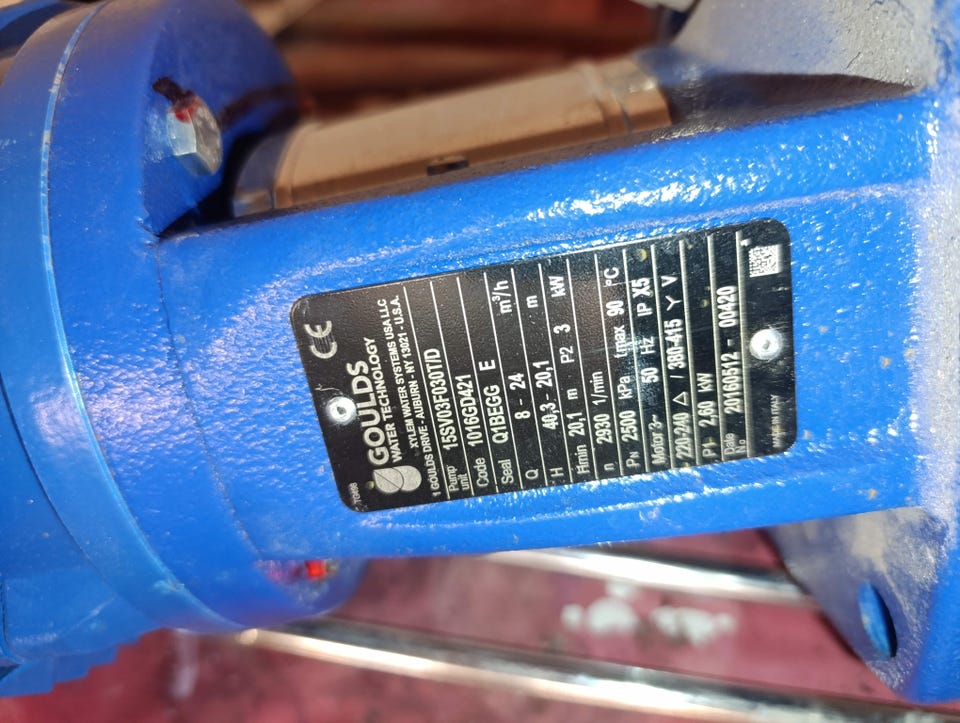 CE
GOULDS
WATER TECHNOLOGY
XYLEM WATER SYSTEMS USA LLC
1 GOULDS DRIVE - AUBURN - NY 13021 - U.S.A.
Pump unit 15SV03F030T/D
Code 1016GD421
Seal Q1BEGG E
Q 8 - 24 m³/h
H 40,3 - 20,1 m
Hmin 20,1 m P2 3 kW
n 2930 1/min
PN 2500 kPa tmax 90 °C
Motor 3~ 50 Hz IP X5
220-240 △ / 380-415 Y V
P1 2,60 kW
Date N.o 20160512 - 00420
MADE IN ITALY